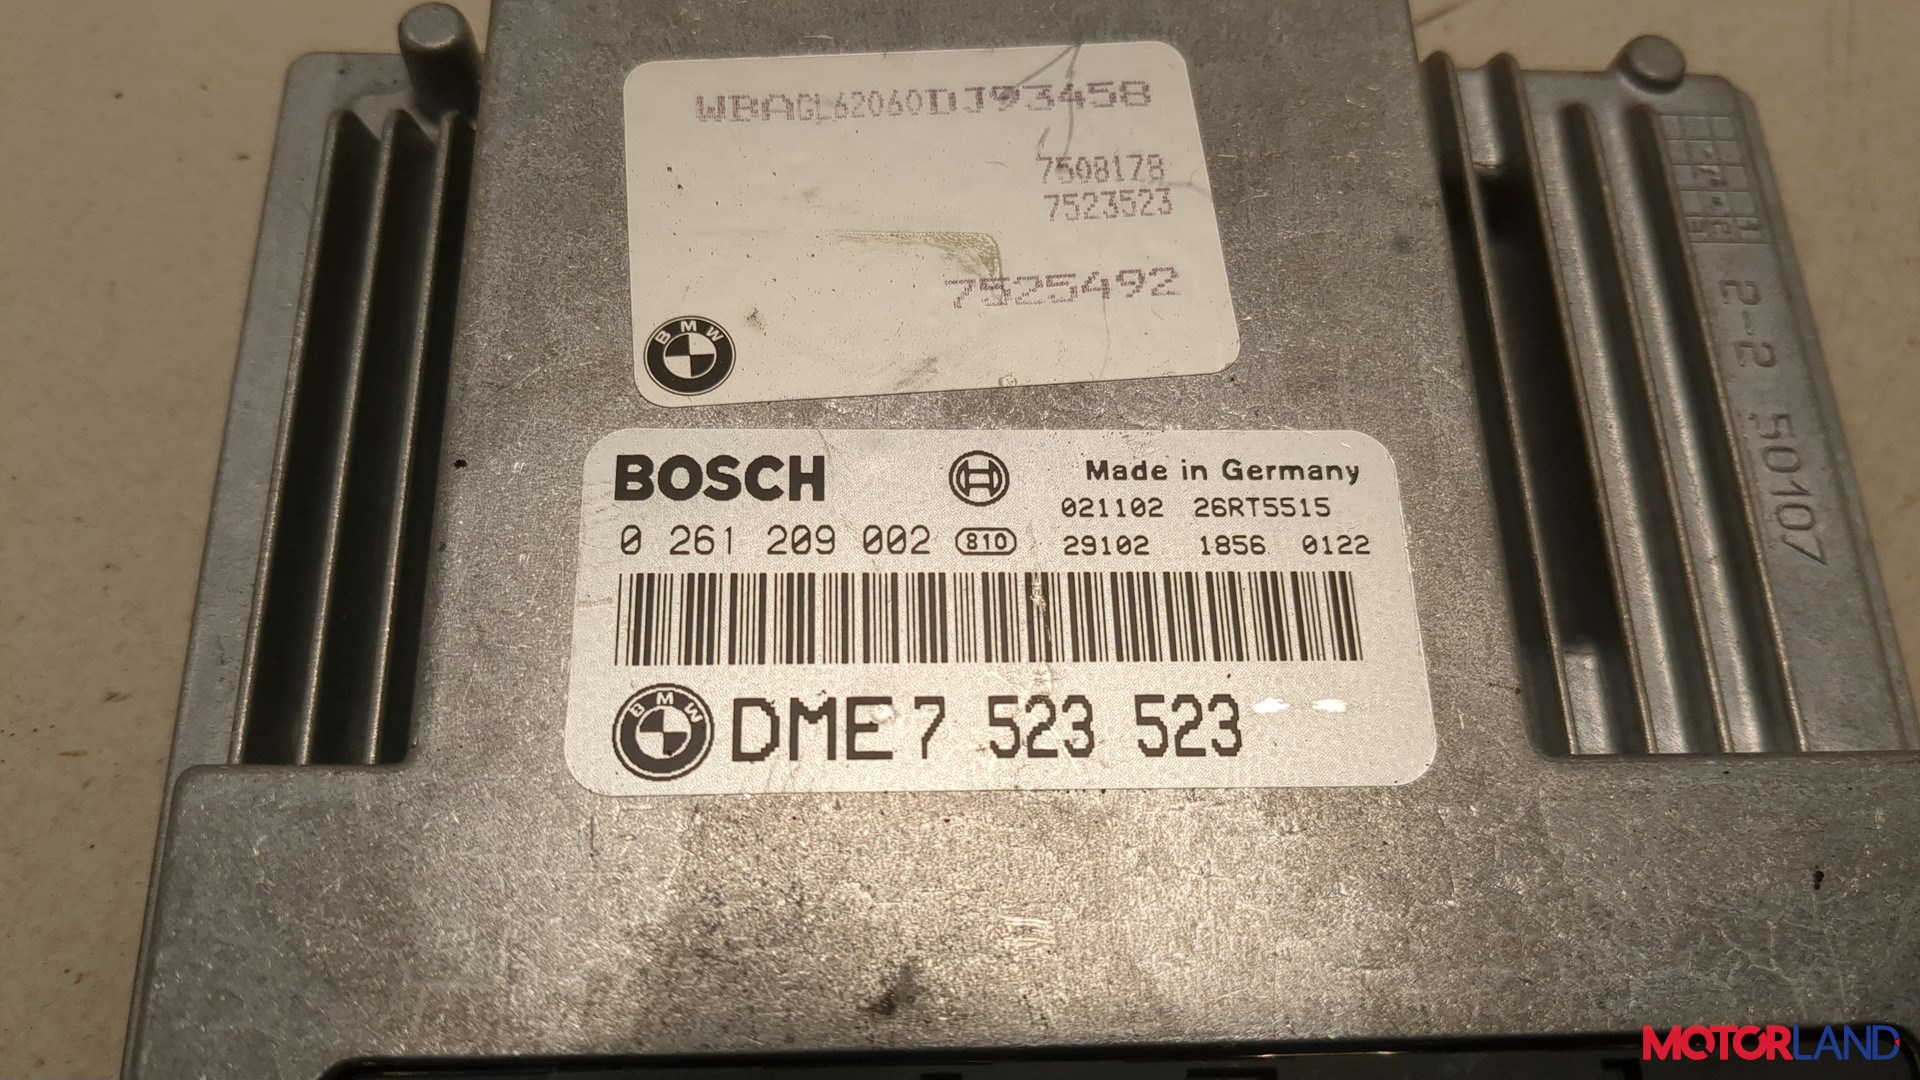 WBAGL62060DJ93458
7508178
7523523
7525492
BMW
BOSCH
Made in Germany
021102 26RT5515
0 261 209 002 810
29102 1856 0122
BMW
DME 7 523 523
2-2 50107
MOTORLAND